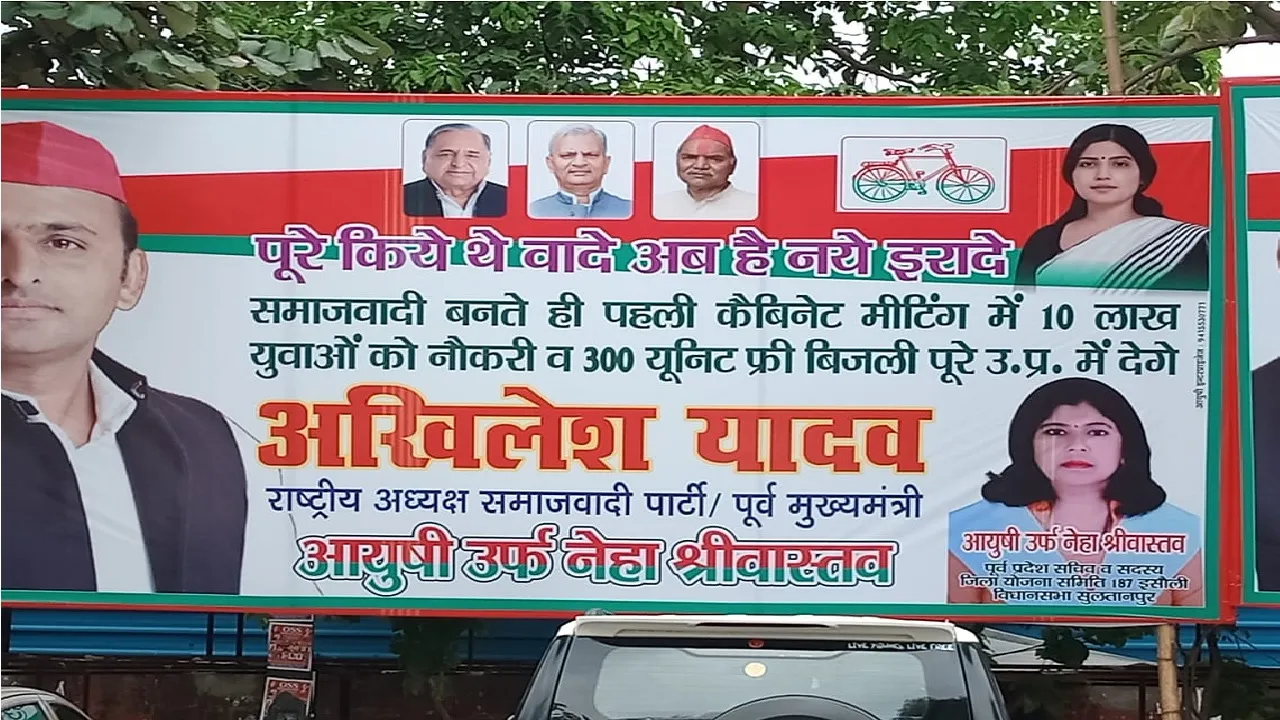 पूरे किये थे वादे अब है नये इरादे
समाजवादी बनते ही पहली कैबिनेट मीटिंग में 10 लाख
युवाओं को नौकरी व 300 यूनिट फ्री बिजली पूरे उ.प्र. में देगे
अखिलेश यादव
राष्ट्रीय अध्यक्ष समाजवादी पार्टी/ पूर्व मुख्यमंत्री
आयुषी उर्फ नेहा श्रीवास्तव
आयुषी उर्फ नेहा श्रीवास्तव
पूर्व प्रदेश सचिव व सदस्य
जिला योजना समिति 187 इसौली
विधानसभा सुलतानपुर